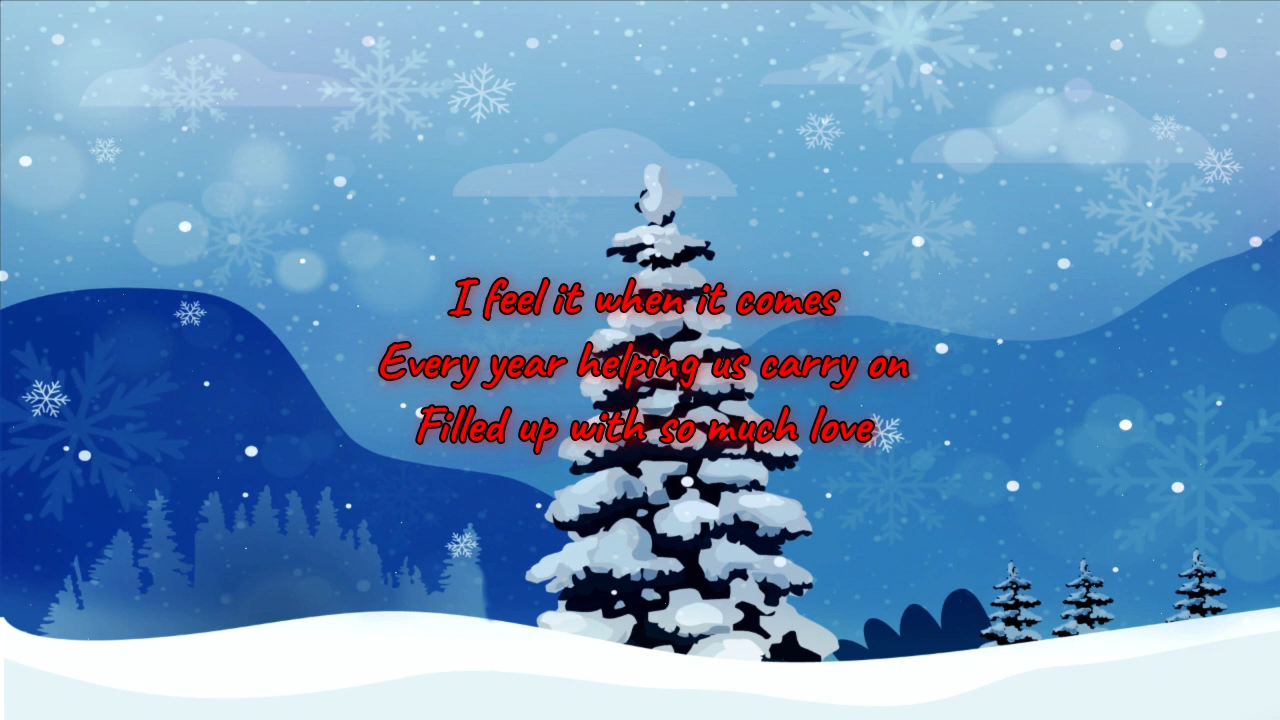 I feel it when it comes
Every year helping us carry on
Filled up with so much love